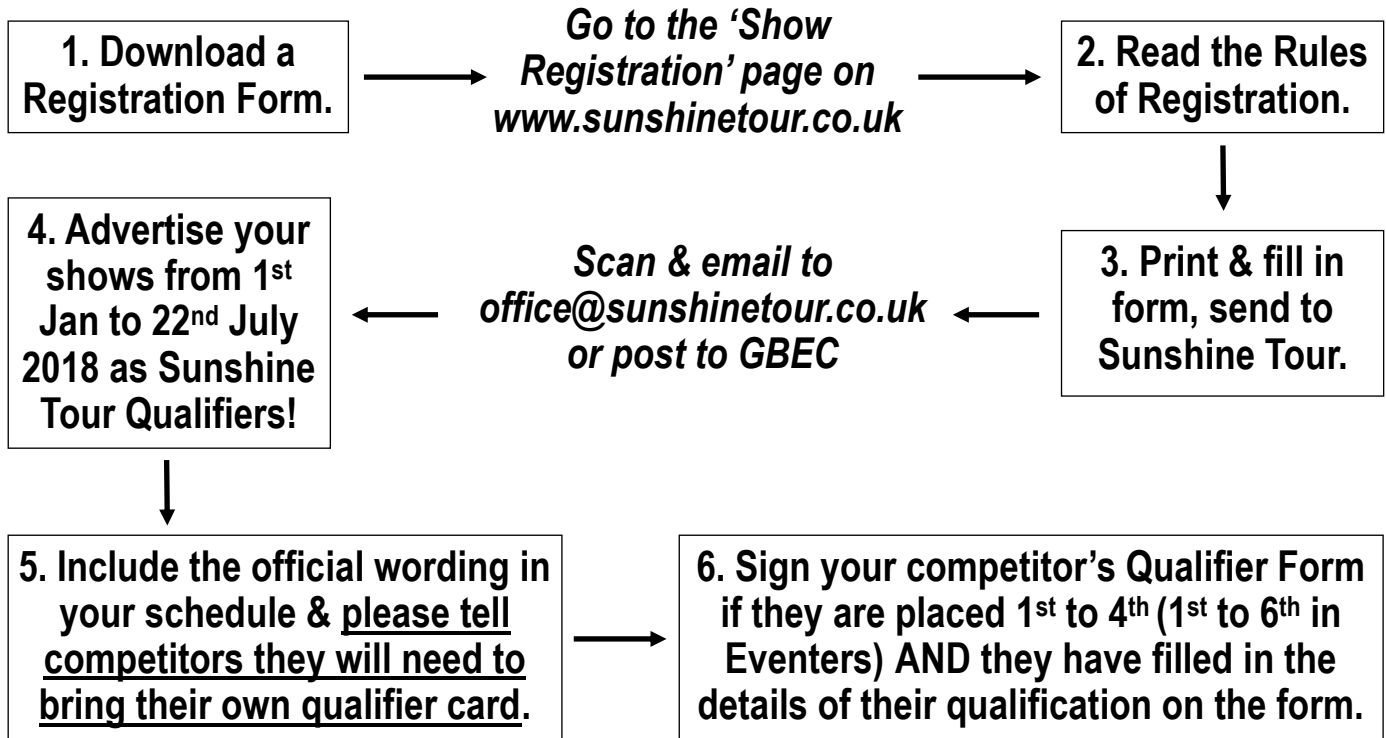 1. Download a
Registration Form.
Go to the ‘Show
Registration’ page on
www.sunshinetour.co.uk
2. Read the Rules
of Registration.
3. Print & fill in
form, send to
Sunshine Tour.
Scan & email to
office@sunshinetour.co.uk
or post to GBEC
4. Advertise your
shows from 1st
Jan to 22nd July
2018 as Sunshine
Tour Qualifiers!
5. Include the official wording in
your schedule & please tell
competitors they will need to
bring their own qualifier card.
6. Sign your competitor’s Qualifier Form
if they are placed 1st to 4th (1st to 6th in
Eventers) AND they have filled in the
details of their qualification on the form.